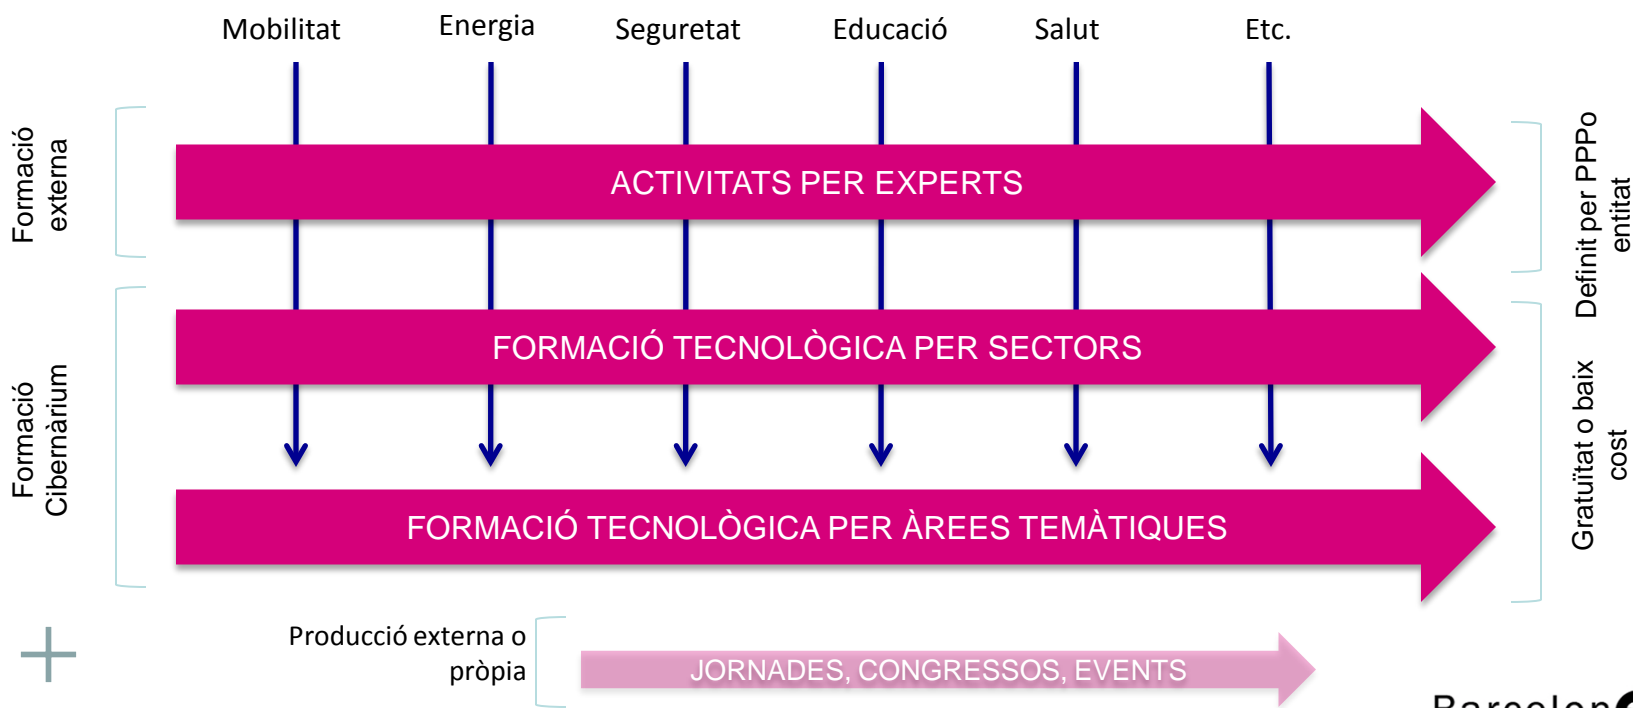 Mobilitat
Energia
Seguretat
Educació
Salut
Etc.
Formació
externa
ACTIVITATS PER EXPERTS
Definit per PPPo
entitat
Formació
Cibernàrium
FORMACIÓ TECNOLÒGICA PER SECTORS
FORMACIÓ TECNOLÒGICA PER ÀREES TEMÀTIQUES
Gratuïtat o baix
cost
Producció externa o
pròpia
JORNADES, CONGRESSOS, EVENTS